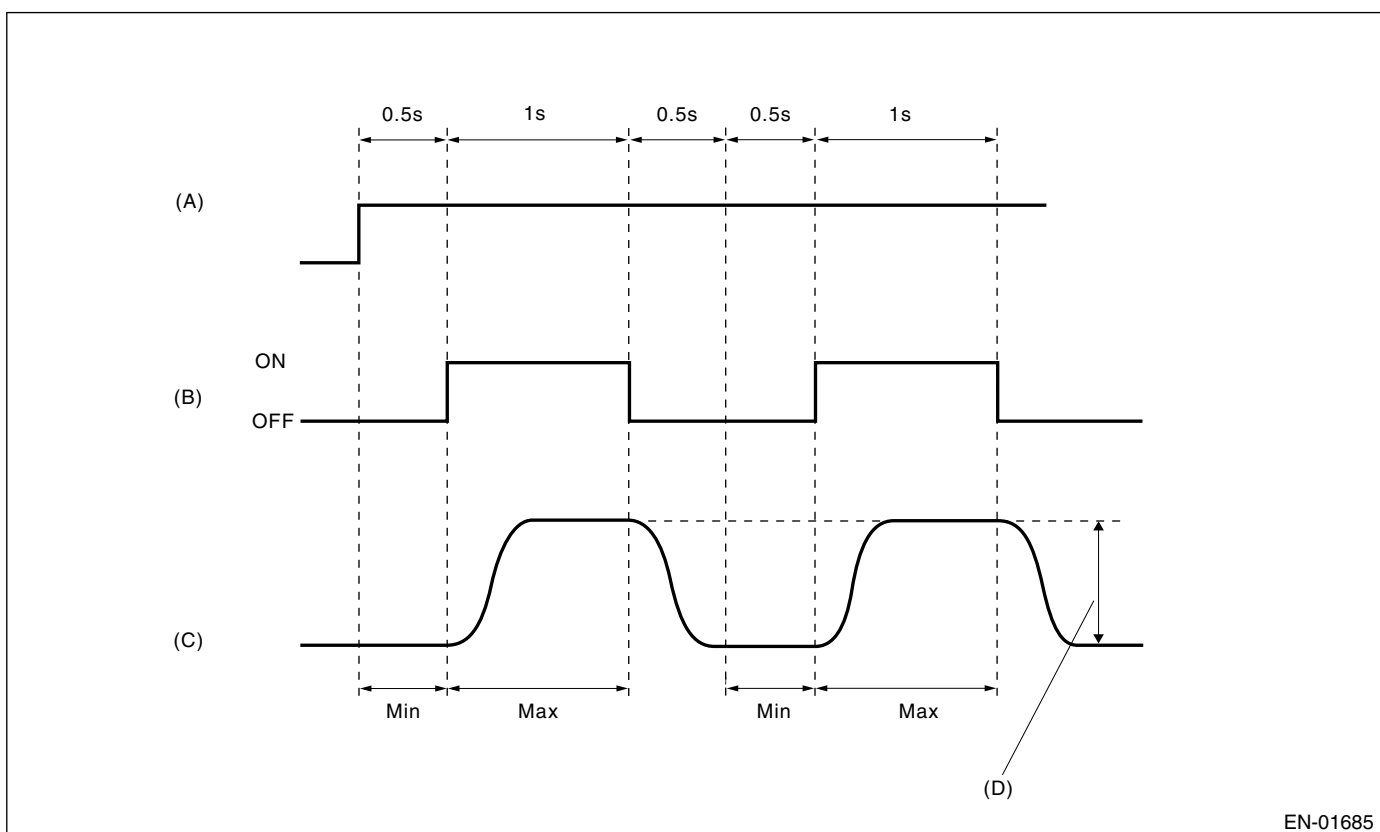 0.5s 1s 0.5s 0.5s 1s
(A)
ON
(B)
OFF
(C)
Min Max Min Max
(D)
EN-01685